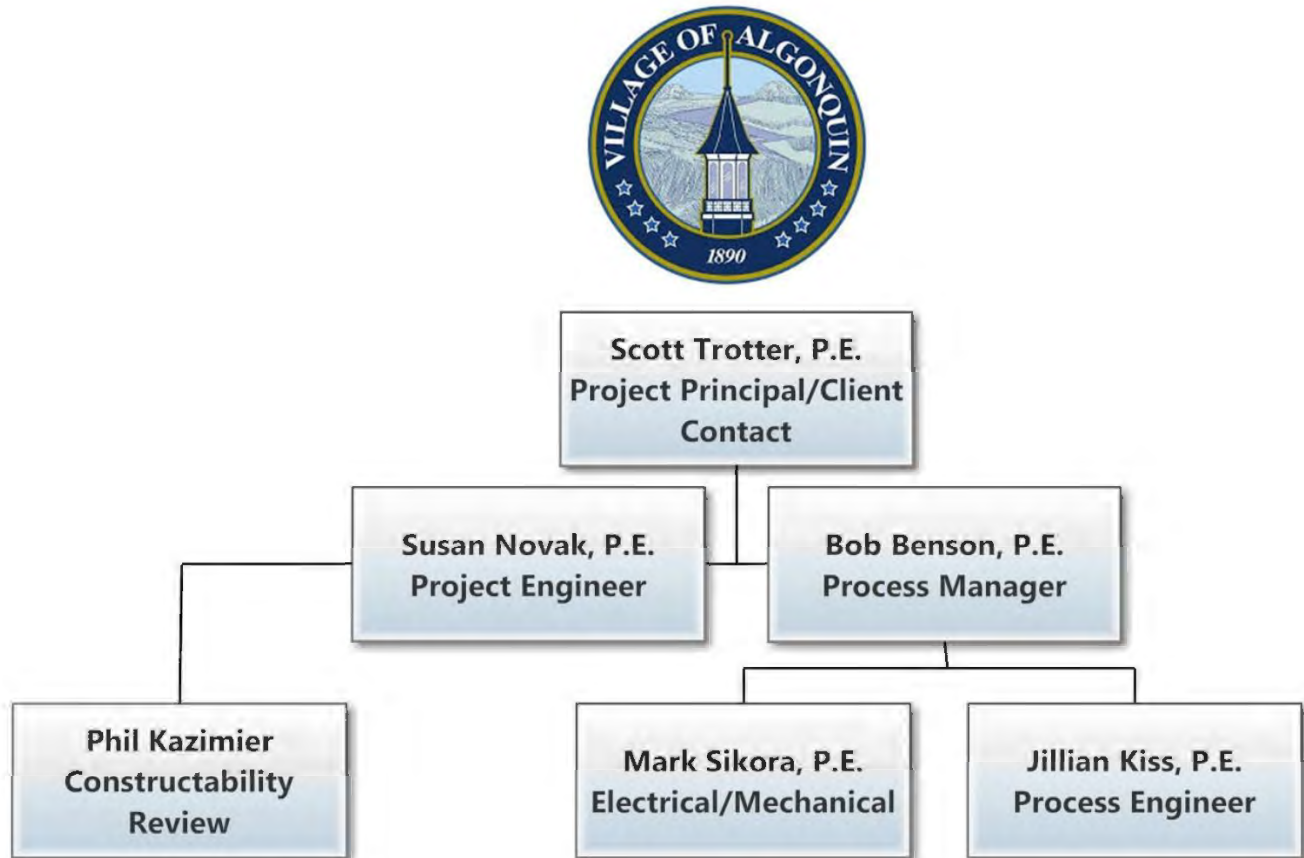 VILLAGE OF ALGONQUIN
1890
Scott Trotter, P.E.
Project Principal/Client
Contact
Susan Novak, P.E.
Project Engineer
Bob Benson, P.E.
Process Manager
Phil Kazimier
Constructability
Review
Mark Sikora, P.E.
Electrical/Mechanical
Jillian Kiss, P.E.
Process Engineer